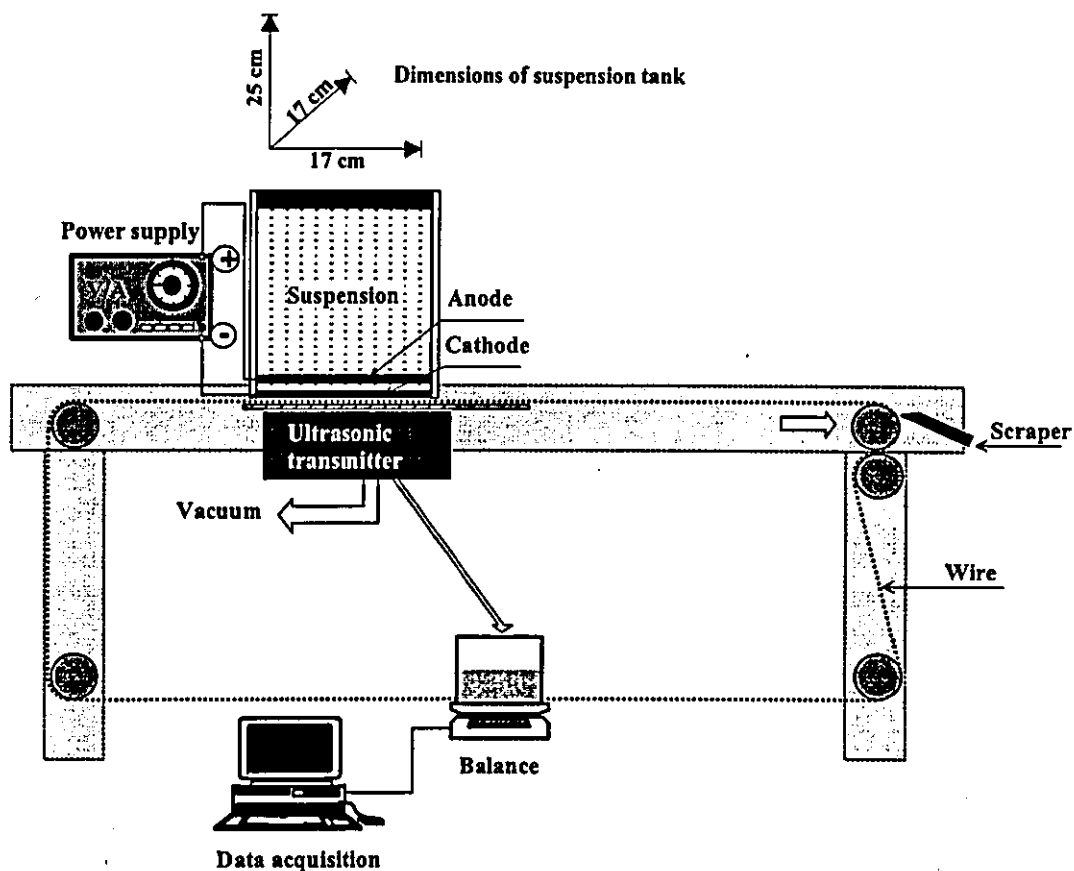 25 cm
17 cm
17 cm
Dimensions of suspension tank
Power supply
+
-
V/A
Suspension
Anode
Cathode
Ultrasonic
transmitter
Scraper
Vacuum
Wire
Balance
Data acquisition